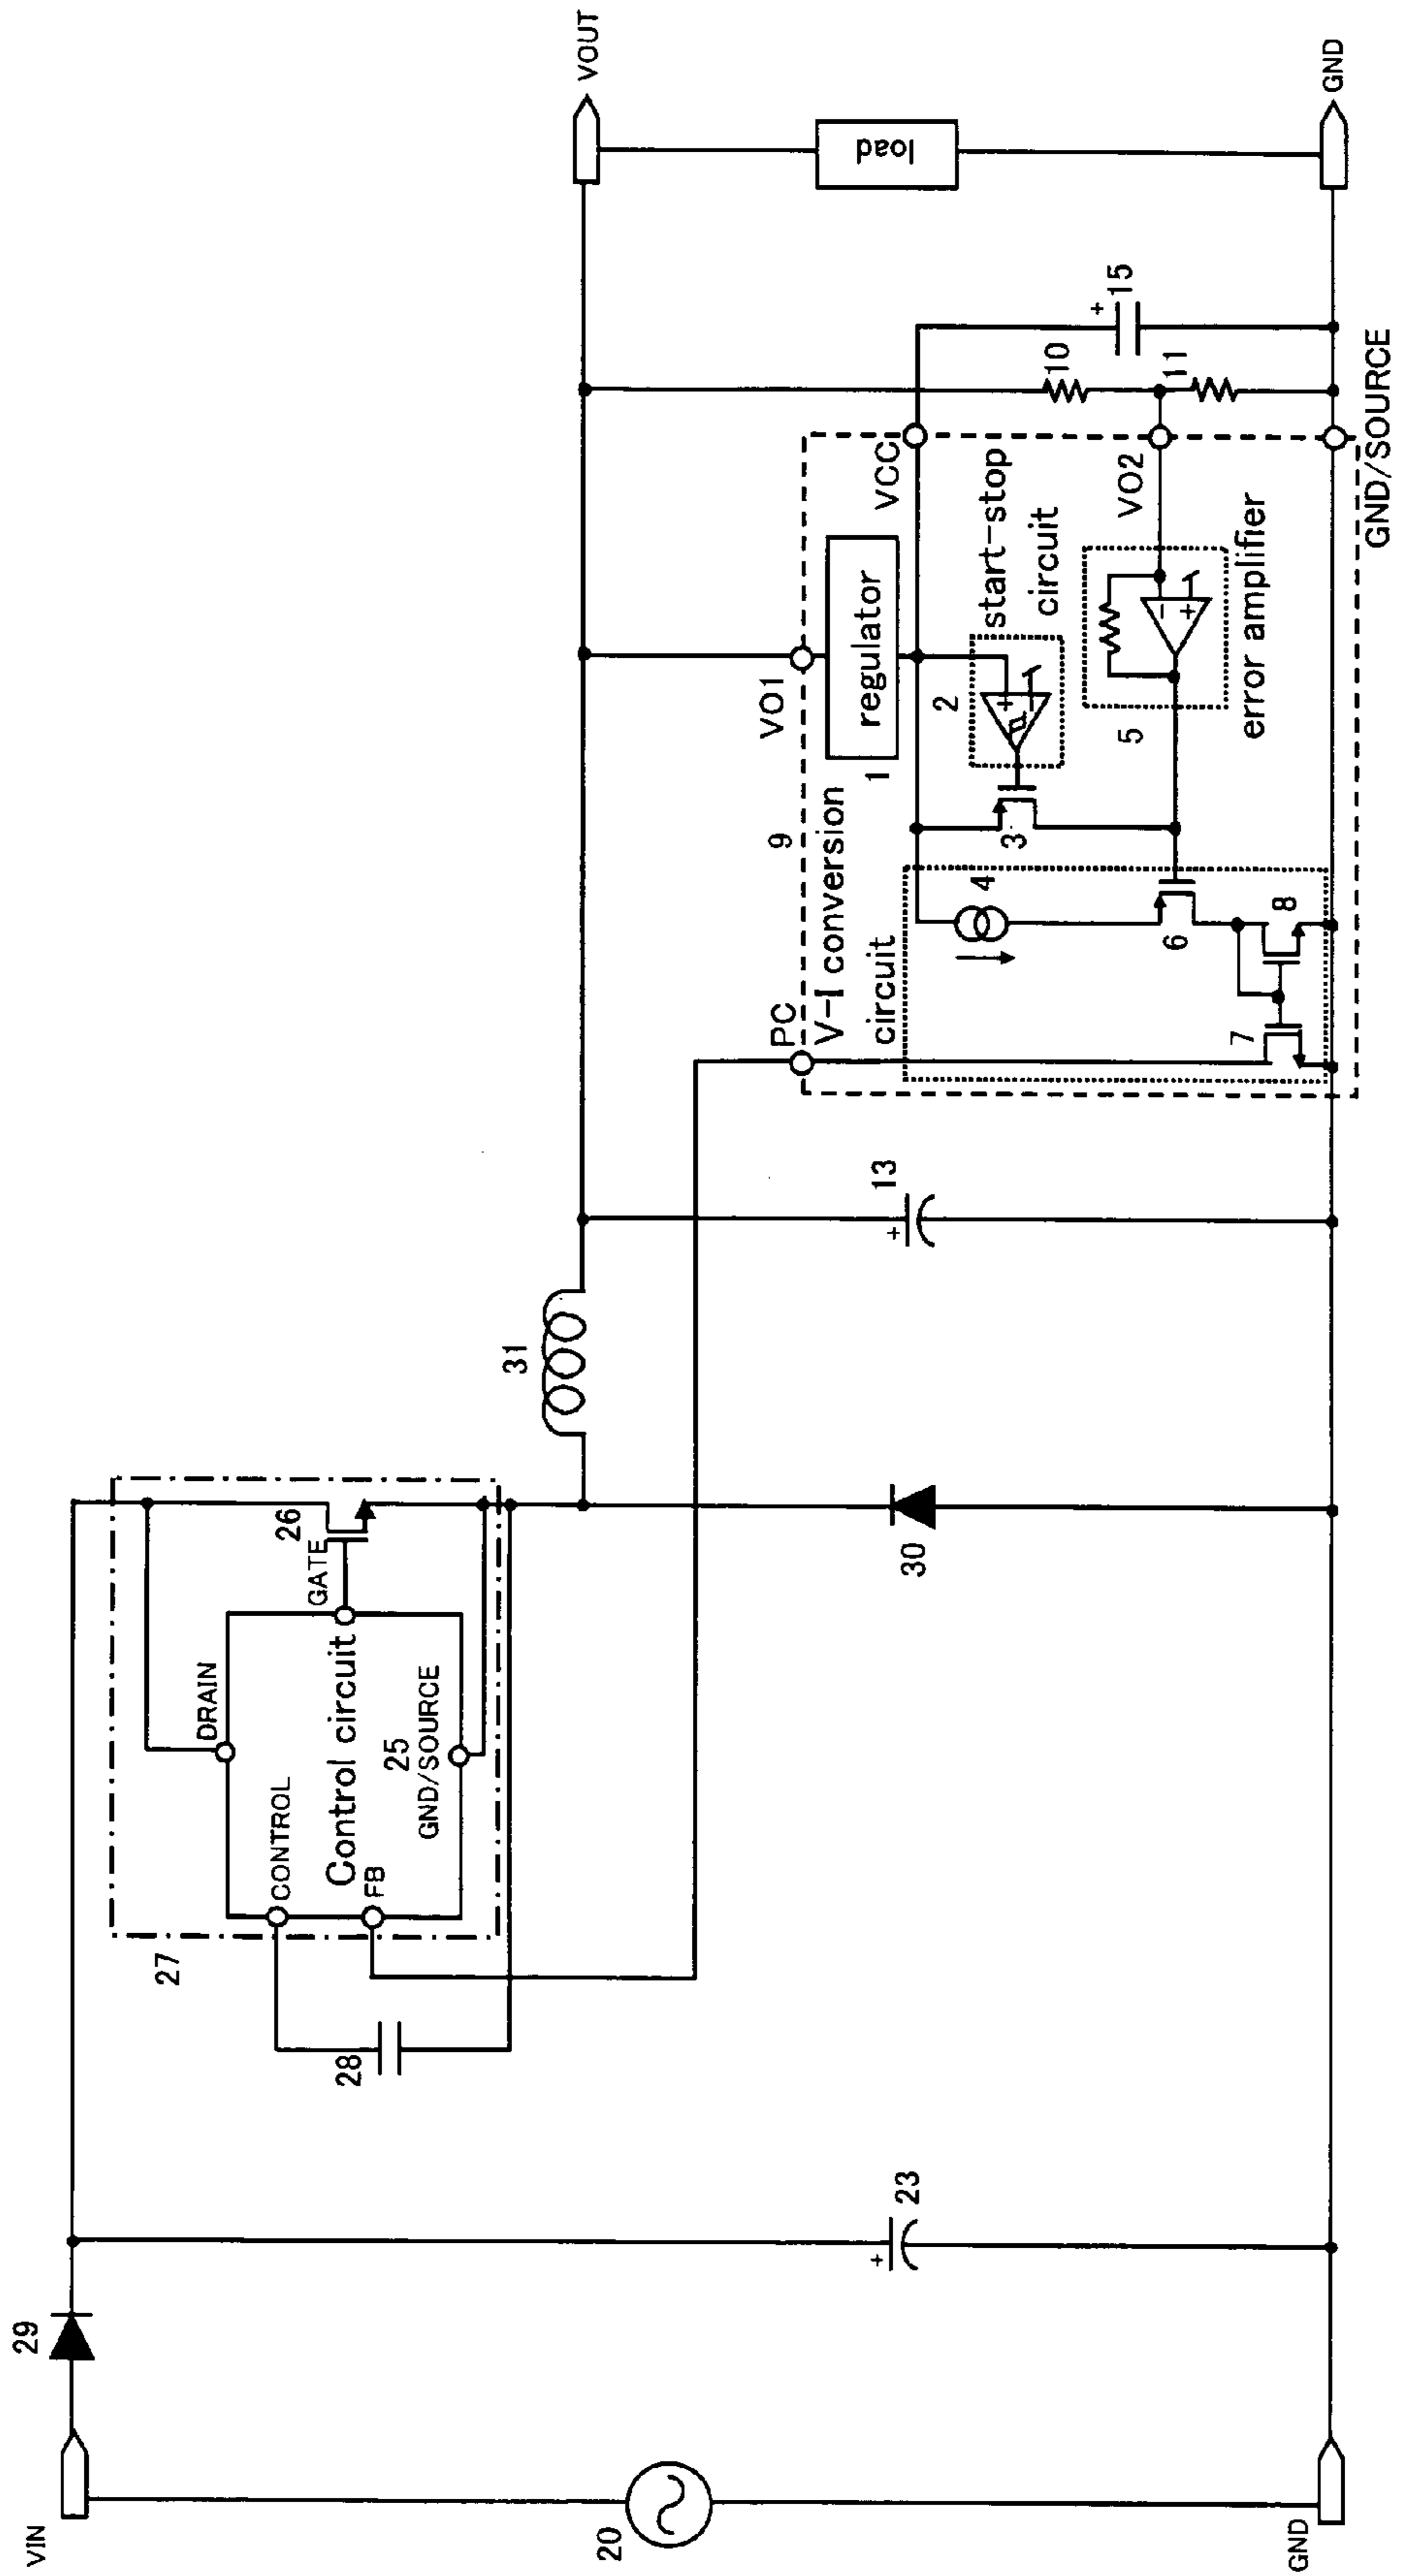 VIN
29
20
GND
23
27
28
DRAIN
CONTROL
Control circuit
FB
25
GND/SOURCE
GATE
26
30
31
13
+
+
VOUT
load
GND
PC
9
VO1
V-I conversion
circuit
1
regulator
VCC
2
start-stop
circuit
+
−
3
4
5
error amplifier
−
+
VO2
6
7
8
10
11
+
15
GND/SOURCE